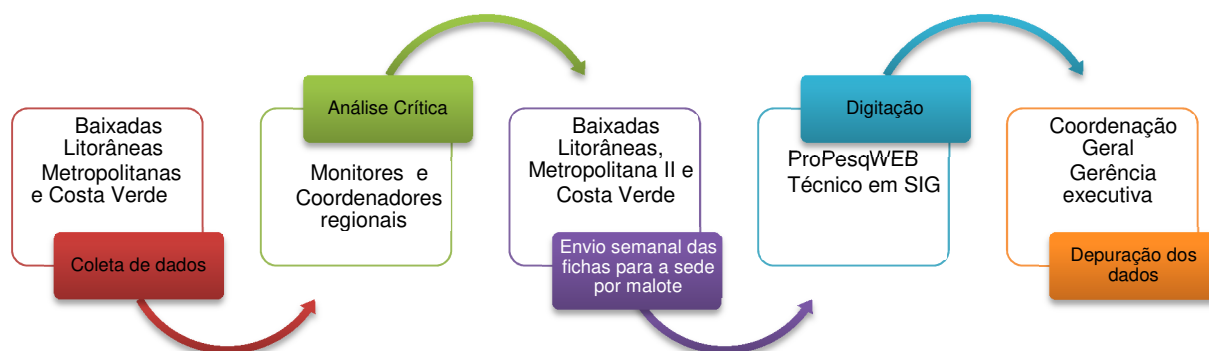 Baixadas
Litorâneas
Metropolitanas
e Costa Verde
Coleta de dados
Análise Crítica
Monitores e
Coordenadores
regionais
Baixadas
Litorâneas,
Metropolitana II e
Costa Verde
Envio semanal das
fichas para a sede
por malote
Digitação
ProPesqWEB
Técnico em SIG
Coordenação
Geral
Gerência
executiva
Depuração dos
dados